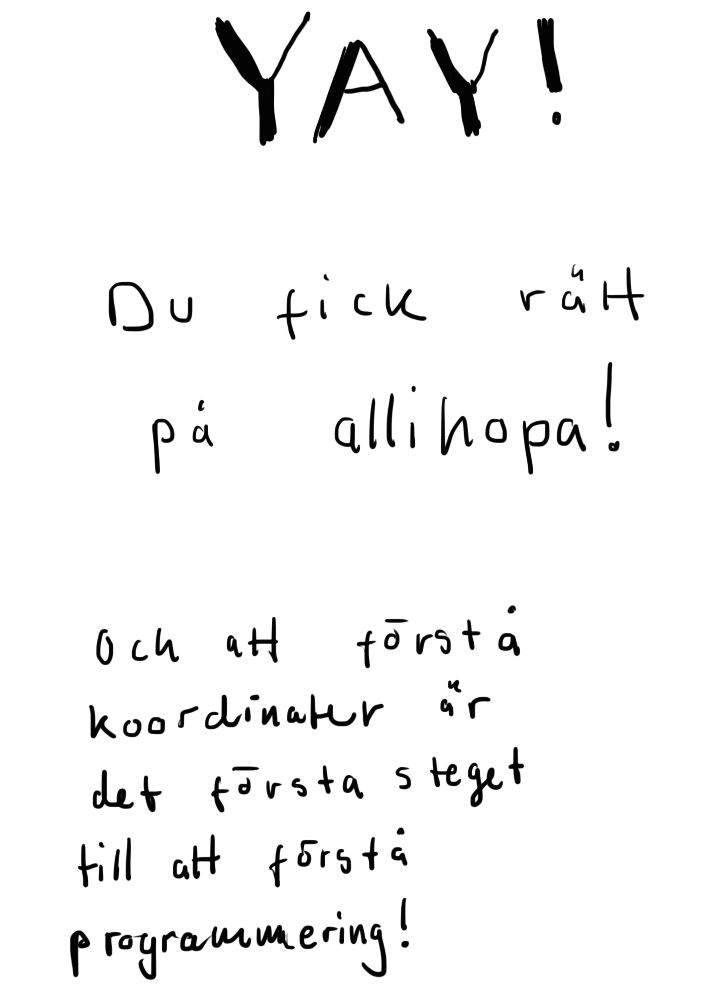 YAY!
Du fick rätt
på allihopa!
Och att förstå
koordinater är
det första steget
till att förstå
programmering!